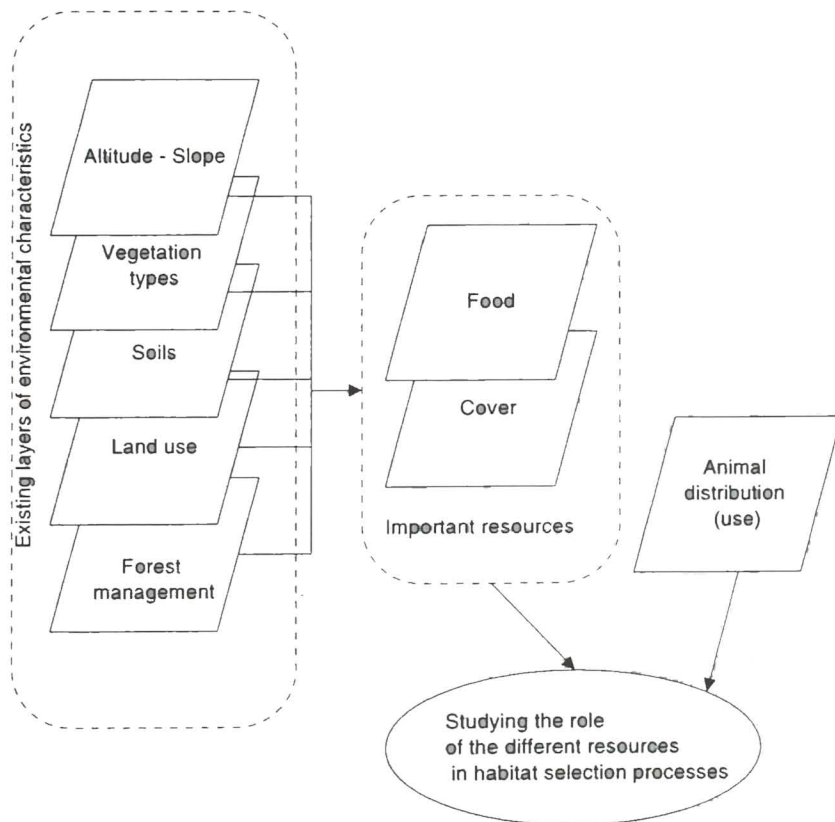 Existing layers of environmental characteristics
Altitude - Slope
Vegetation
types
Soils
Land use
Forest
management
Food
Cover
Important resources
Animal
distribution
(use)
Studying the role
of the different resources
in habitat selection processes